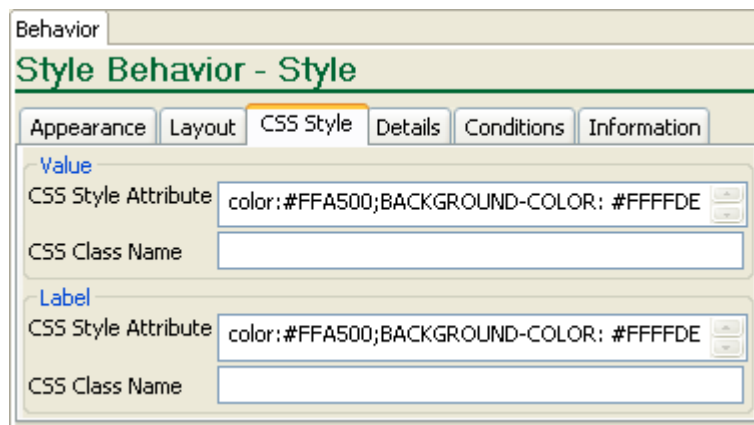 Behavior
Style Behavior - Style
Appearance Layout CSS Style Details Conditions Information
Value
CSS Style Attribute color:#FFA500;BACKGROUND-COLOR: #FFFFDE
CSS Class Name
Label
CSS Style Attribute color:#FFA500;BACKGROUND-COLOR: #FFFFDE
CSS Class Name